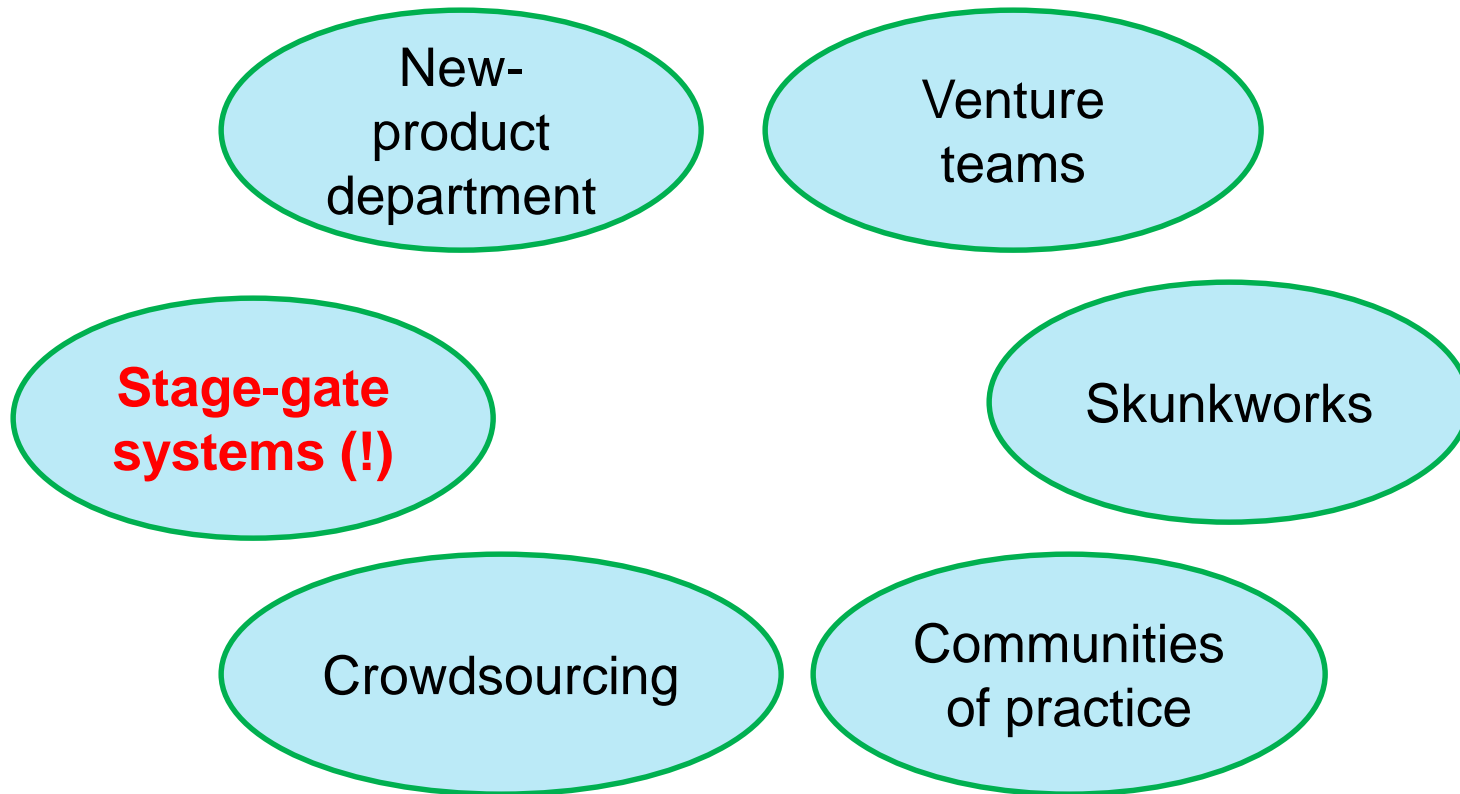 New-
product
department
Venture
teams
Stage-gate
systems (!)
Skunkworks
Crowdsourcing
Communities
of practice